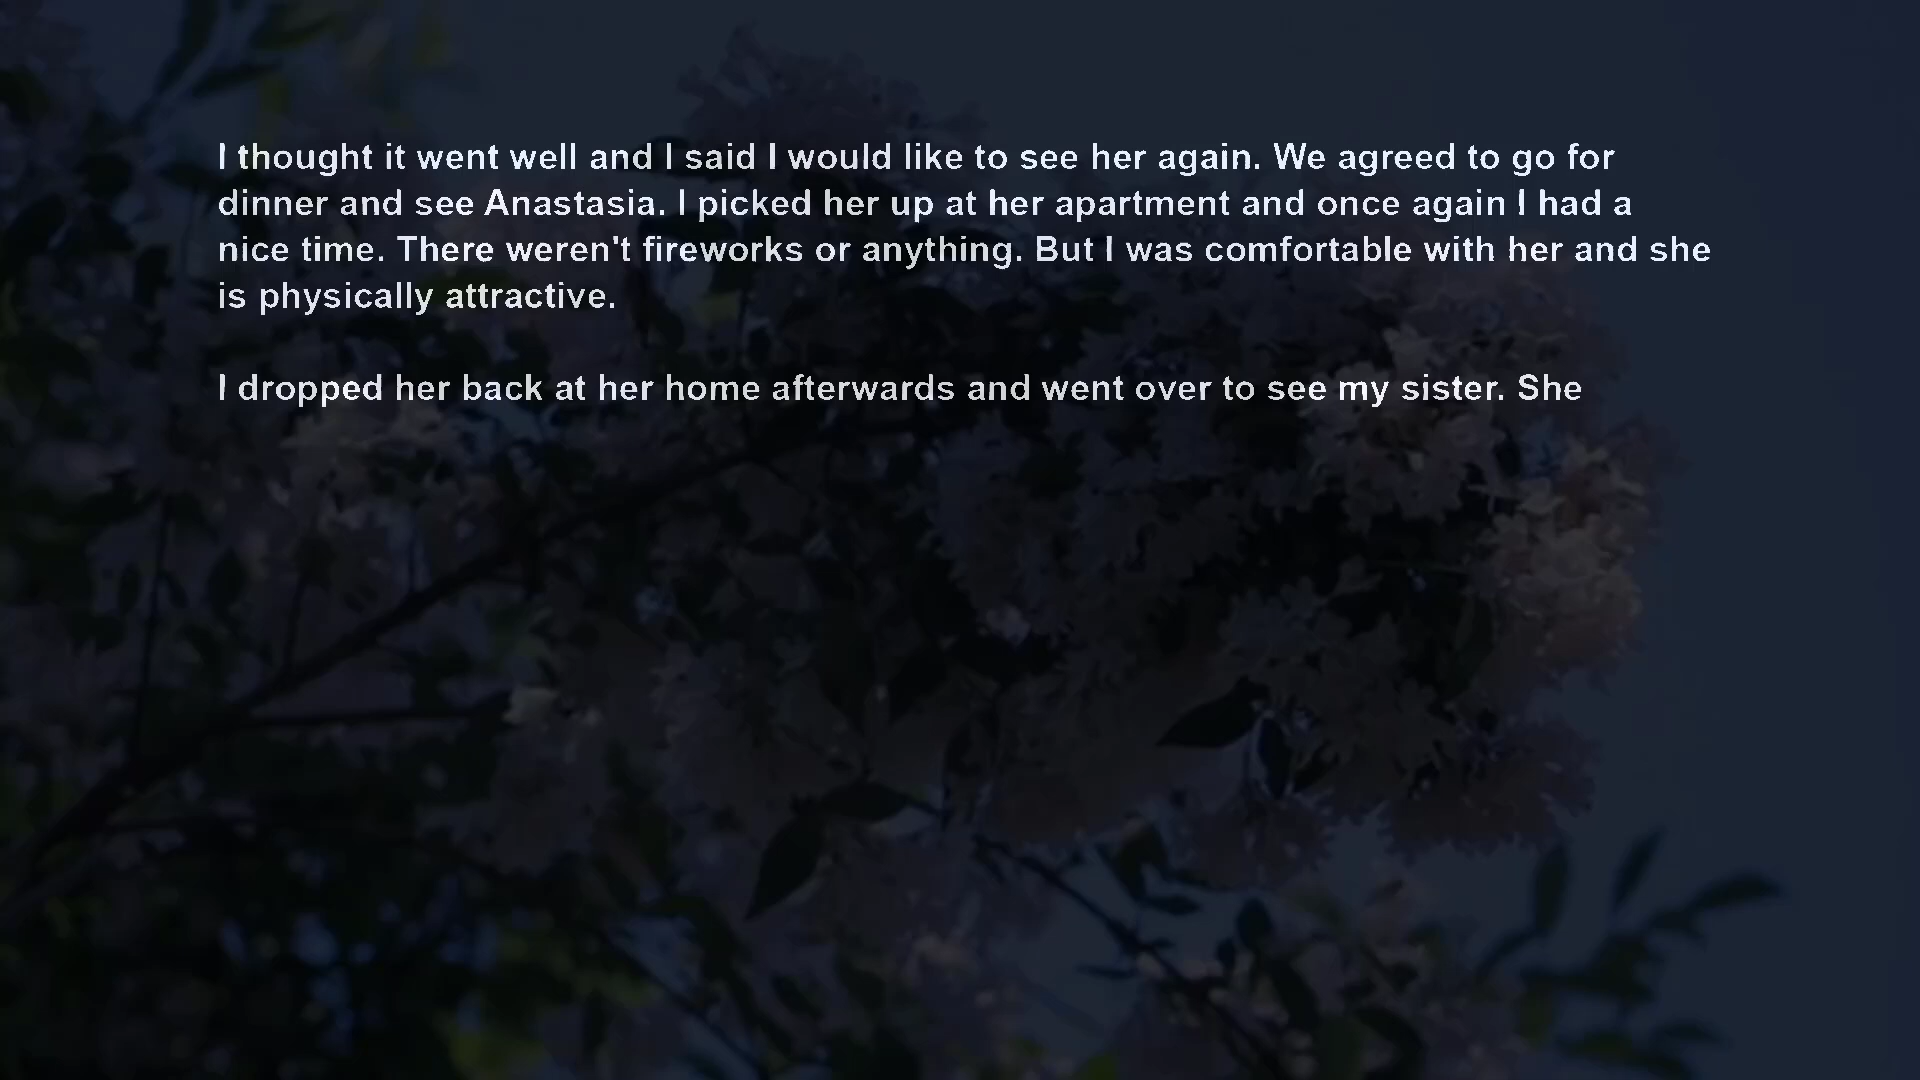 I thought it went well and I said I would like to see her again. We agreed to go for
dinner and see Anastasia. I picked her up at her apartment and once again I had a
nice time. There weren't fireworks or anything. But I was comfortable with her and she
is physically attractive.
I dropped her back at her home afterwards and went over to see my sister. She